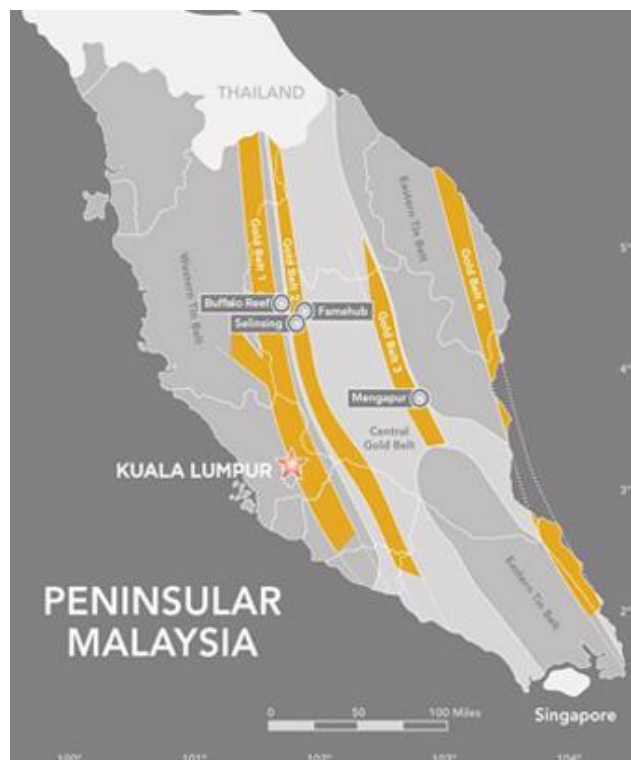 THAILAND
Eastern Tin Belt
5°
Gold Belt 1
Gold Belt 2
Gold Belt 4
Western Tin Belt
Buffalo Reef
Famehub
Selinsing
Gold Belt 3
4°
Mengapur
Central
Gold Belt
KUALA LUMPUR
3°
Eastern Tin Belt
PENINSULAR
MALAYSIA
2°
0 50 100 Miles
Singapore
100° 101° 102° 103° 104°